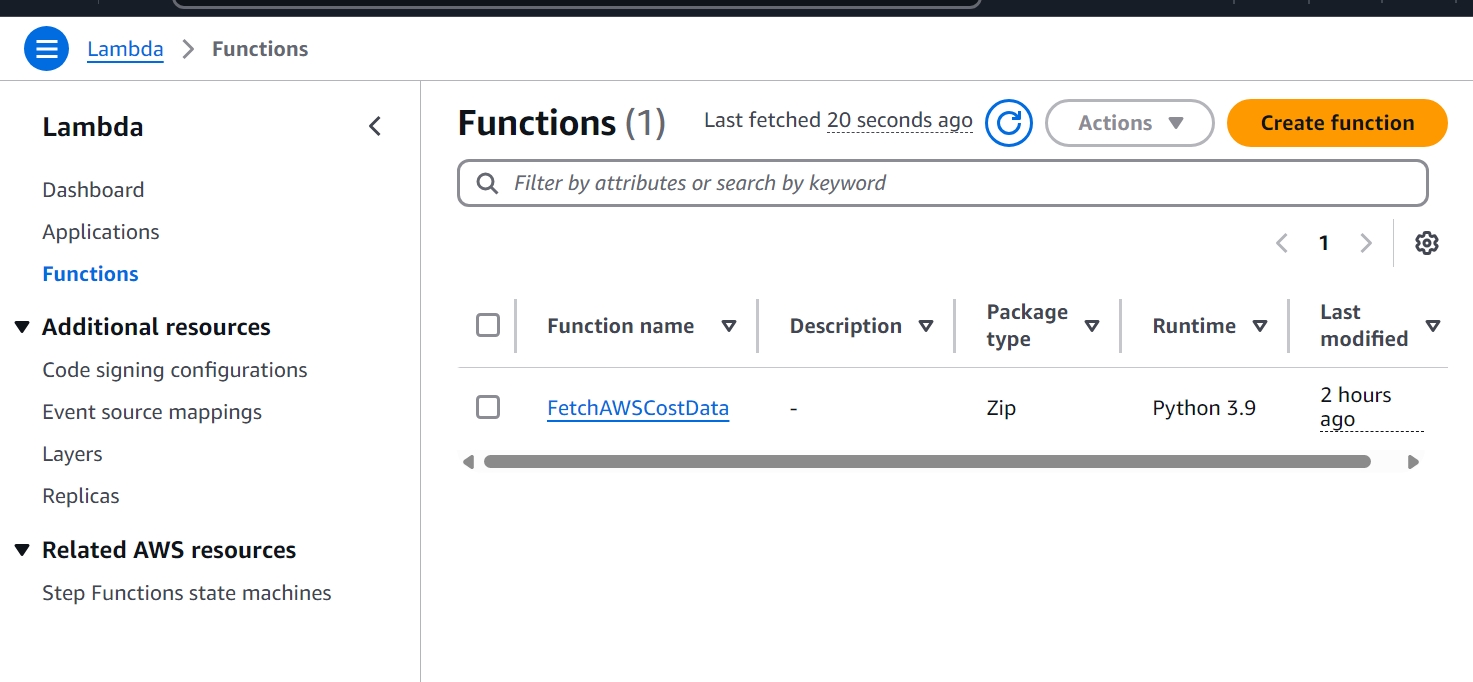 Lambda > Functions
Lambda
Dashboard
Applications
Functions
Additional resources
Code signing configurations
Event source mappings
Layers
Replicas
Related AWS resources
Step Functions state machines
Functions (1)
Last fetched 20 seconds ago
Actions
Create function
Filter by attributes or search by keyword
1
Function name
Description
Package
type
Runtime
Last
modified
FetchAWSCostData
-
Zip
Python 3.9
2 hours
ago